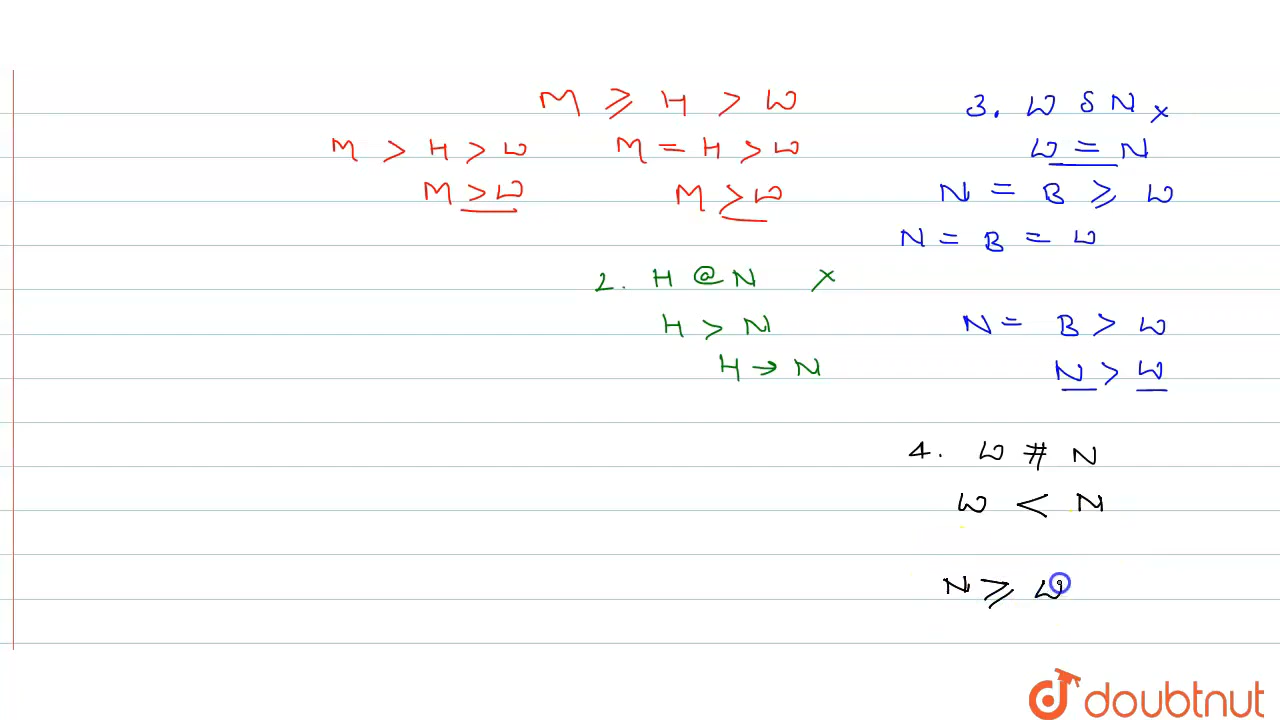 M ⩾ H > W
M > H > W
M = H > W
M > W
M > W
2. H @ N ×
H > N
H → N
3. W δ N ×
W = N
N = B ⩾ W
N = B = W
N = B > W
N > W
4. W # N
W < N
N ⩾ W
doubtnut